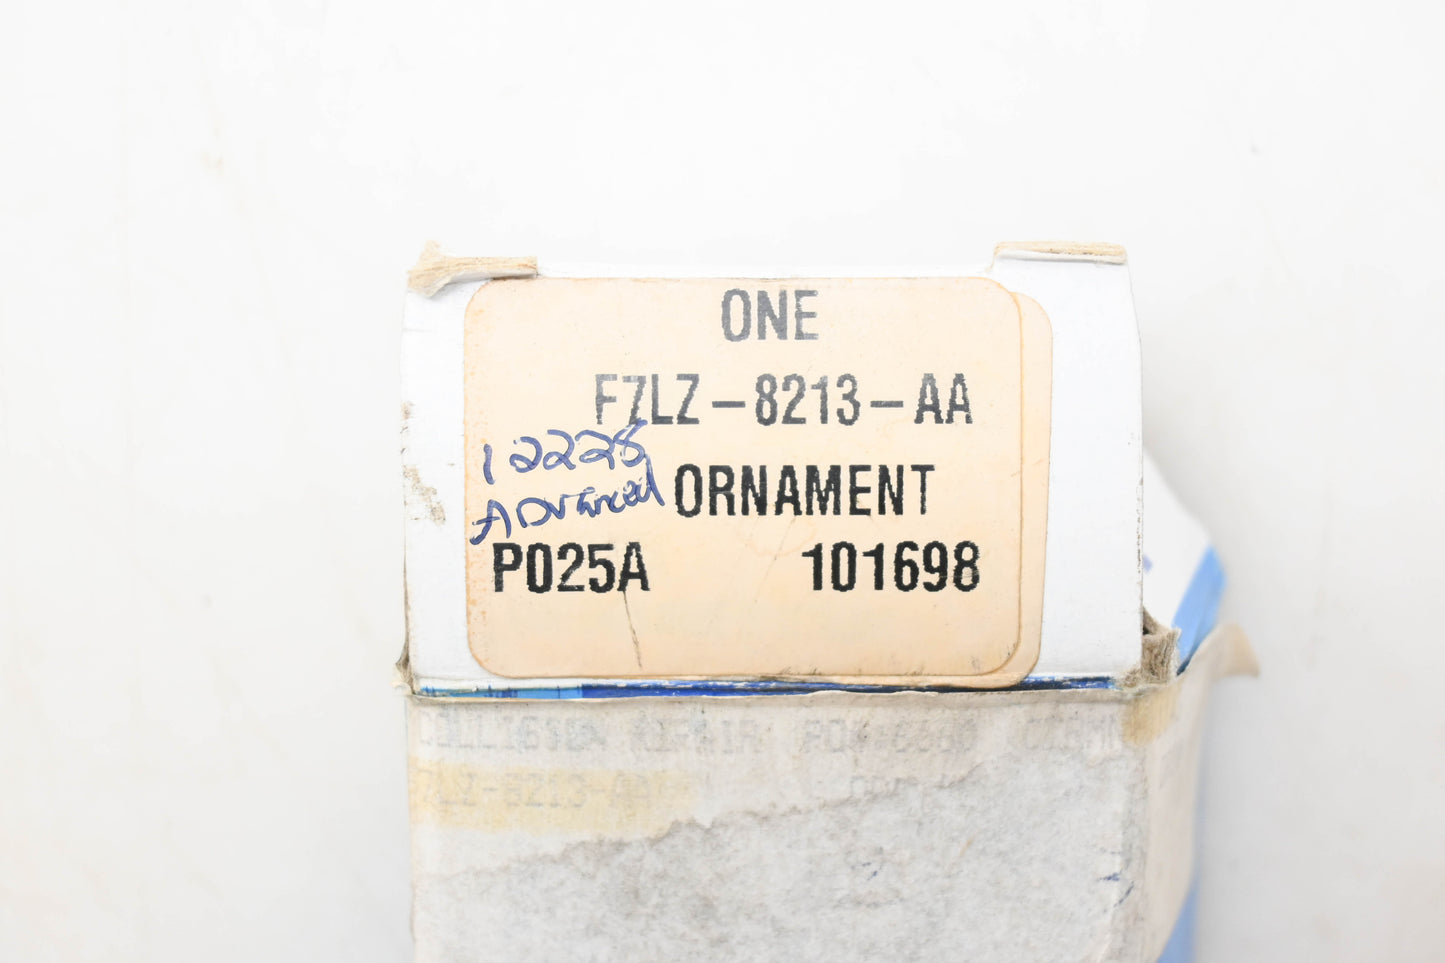 ONE
F7LZ-8213-AA
12228
Advanced
ORNAMENT
P025A 101698